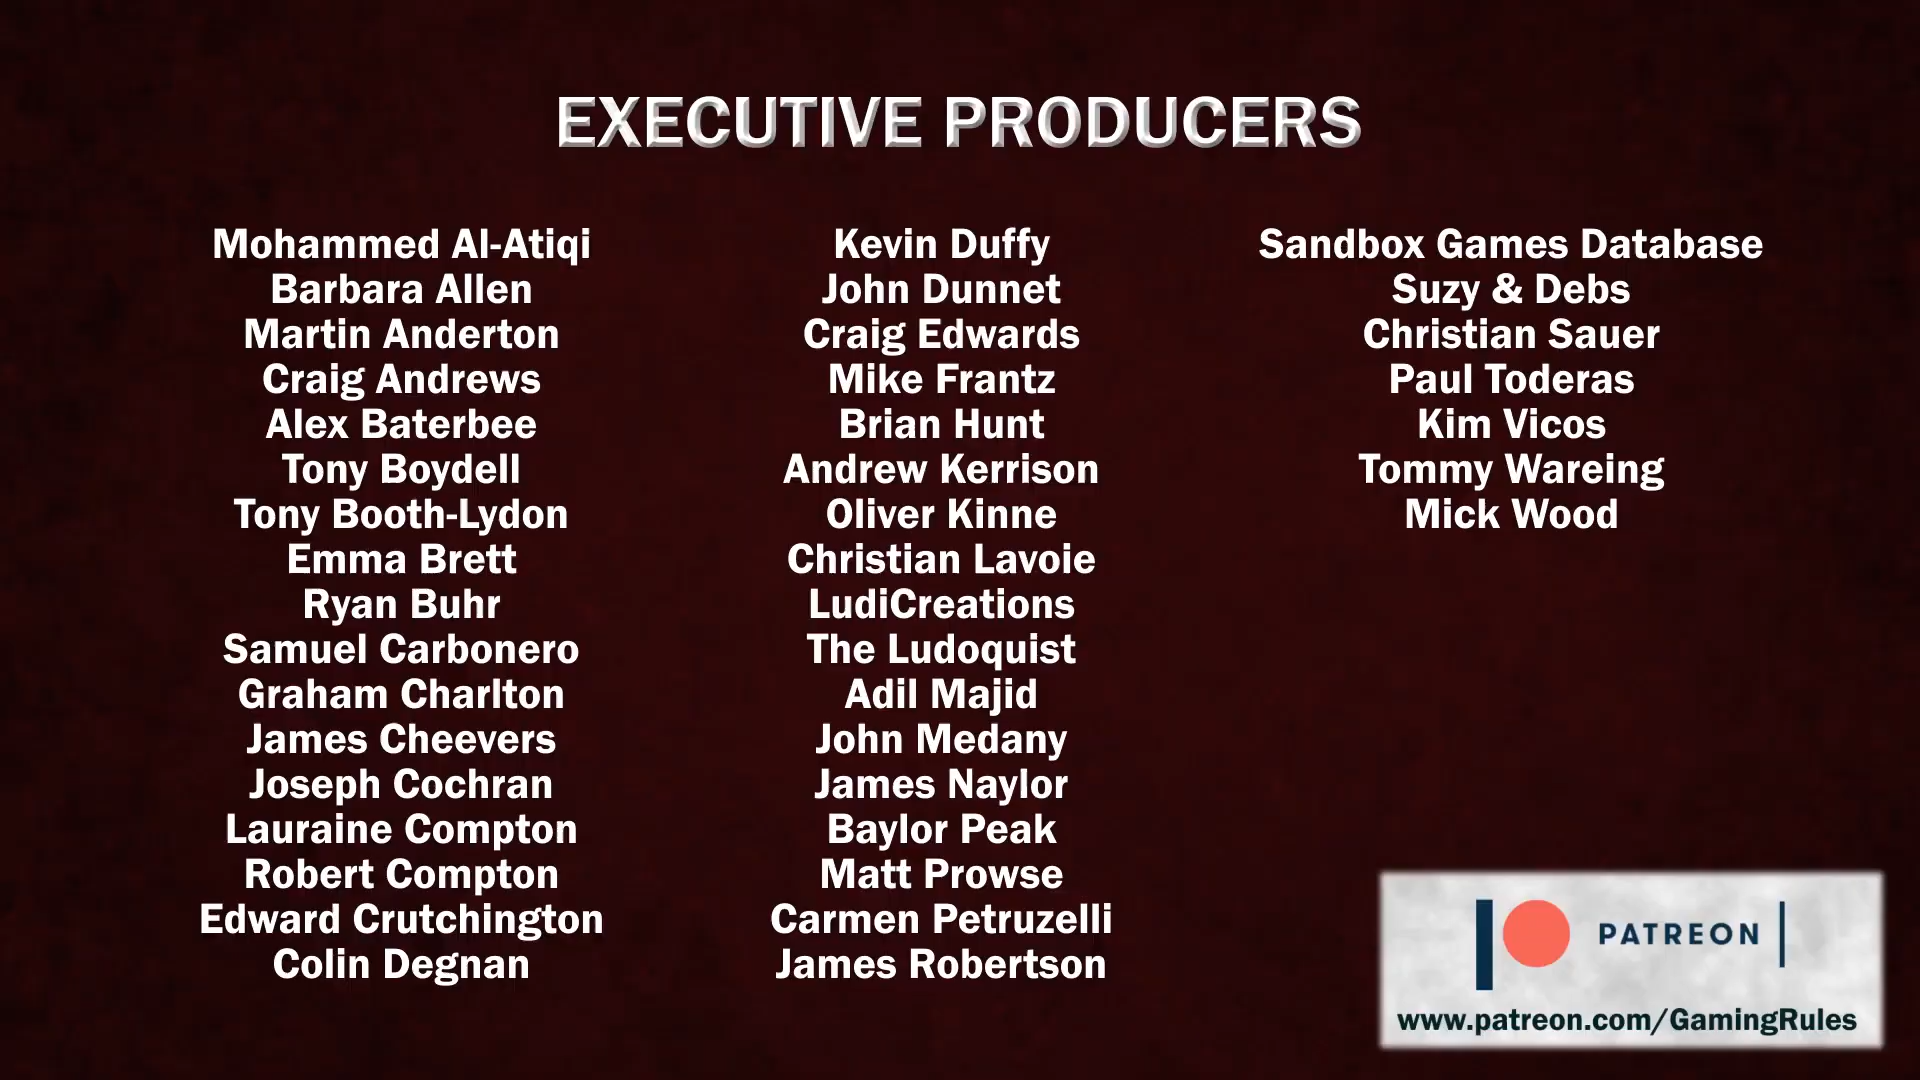 EXECUTIVE PRODUCERS
Mohammed Al-Atiqi
Barbara Allen
Martin Anderton
Craig Andrews
Alex Baterbee
Tony Boydell
Tony Booth-Lydon
Emma Brett
Ryan Buhr
Samuel Carbonero
Graham Charlton
James Cheevers
Joseph Cochran
Lauraine Compton
Robert Compton
Edward Crutchington
Colin Degnan
Kevin Duffy
John Dunnet
Craig Edwards
Mike Frantz
Brian Hunt
Andrew Kerrison
Oliver Kinne
Christian Lavoie
LudiCreations
The Ludoquist
Adil Majid
John Medany
James Naylor
Baylor Peak
Matt Prowse
Carmen Petruzelli
James Robertson
Sandbox Games Database
Suzy & Debs
Christian Sauer
Paul Toderas
Kim Vicos
Tommy Wareing
Mick Wood
PATREON
www.patreon.com/GamingRules